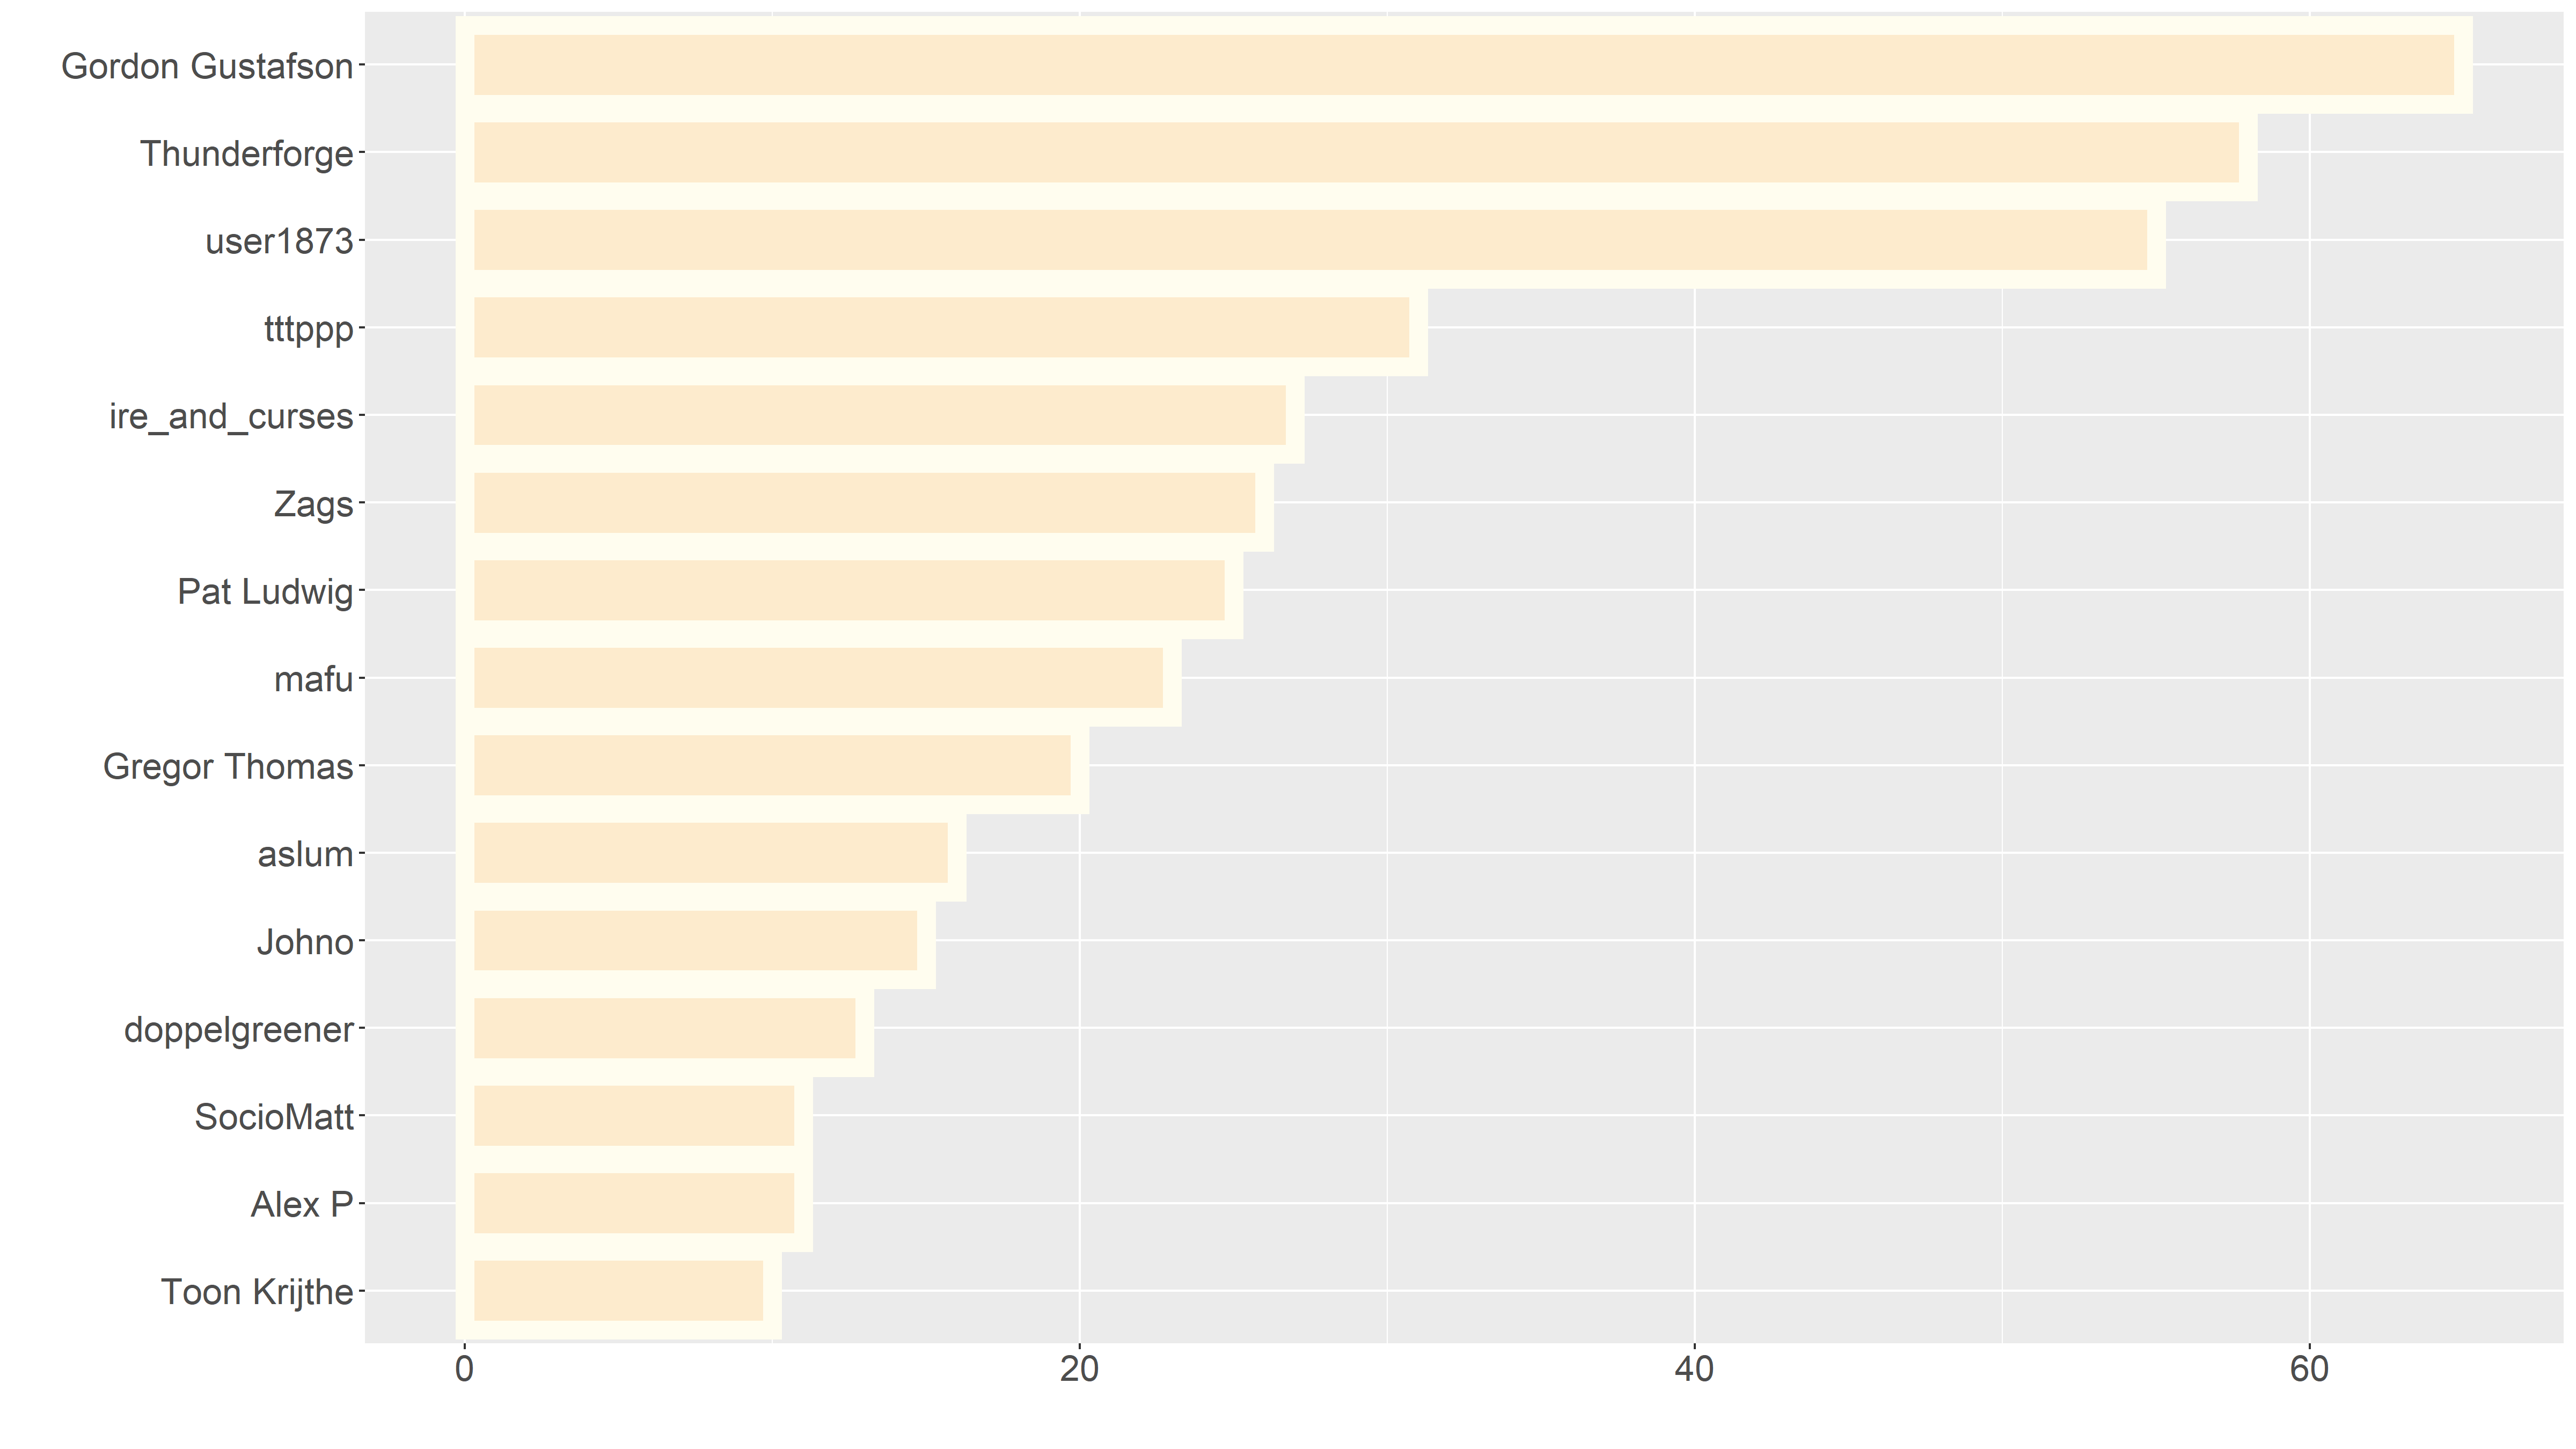 Gordon Gustafson
Thunderforge
user1873
tttppp
ire_and_curses
Zags
Pat Ludwig
mafu
Gregor Thomas
aslum
Johno
doppelgreener
SocioMatt
Alex P
Toon Krijthe
0 20 40 60